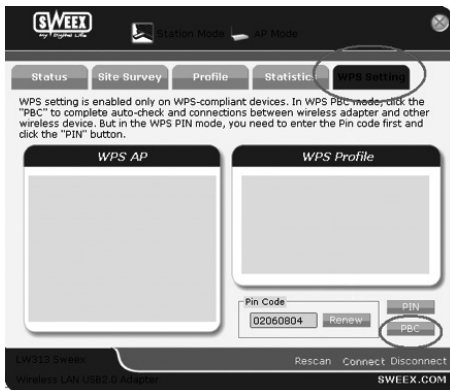 SWEEX
my Digital Life
Station Mode AP Mode
Status Site Survey Profile Statistics WPS Setting
WPS setting is enabled only on WPS-compliant devices. In WPS PBC mode, click the
"PBC" to complete auto-check and connections between wireless adapter and other
wireless device. But in the WPS PIN mode, you need to enter the Pin code first and
click the "PIN" button.
WPS AP WPS Profile
Pin Code
02060804 Renew PIN
PBC
LW313 Sweex
Wireless LAN USB2.0 Adapter
Rescan Connect Disconnect
SWEEX.COM